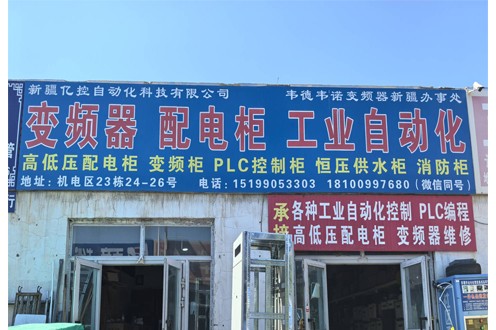 新疆亿控自动化科技有限公司 韦德韦诺变频器新疆办事处
变频器 配电柜 工业自动化
高低压配电柜 变频柜 PLC控制柜 恒压供水柜 消防柜
地址：机电区23栋24-26号 电话：15199053303 18100997680（微信同号）
承接
各种工业自动化控制 PLC编程
高低压配电柜 变频器维修